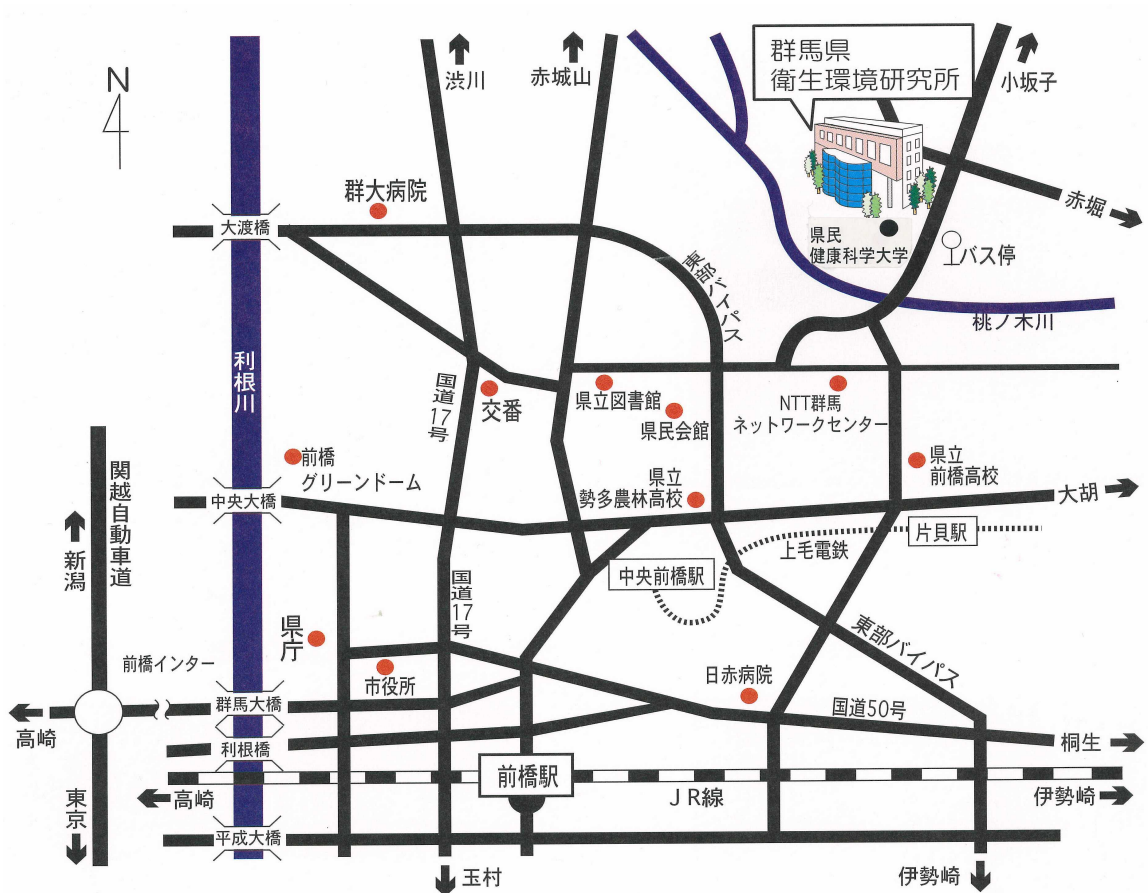 群馬県
衛生環境研究所
N
渋川
赤城山
小坂子
群大病院
赤堀
大渡橋
県民
健康科学大学
バス停
東部バイパス
桃ノ木川
利根川
国道17号
交番
県立図書館
県民会館
NTT群馬
ネットワークセンター
前橋
グリーンドーム
県立
前橋高校
県立
勢多農林高校
中央大橋
大胡
関越自動車道
新潟
片貝駅
上毛電鉄
中央前橋駅
国道17号
県庁
東部バイパス
前橋インター
市役所
日赤病院
群馬大橋
国道50号
高崎
利根橋
桐生
前橋駅
高崎
JR線
伊勢崎
東京
平成大橋
玉村
伊勢崎